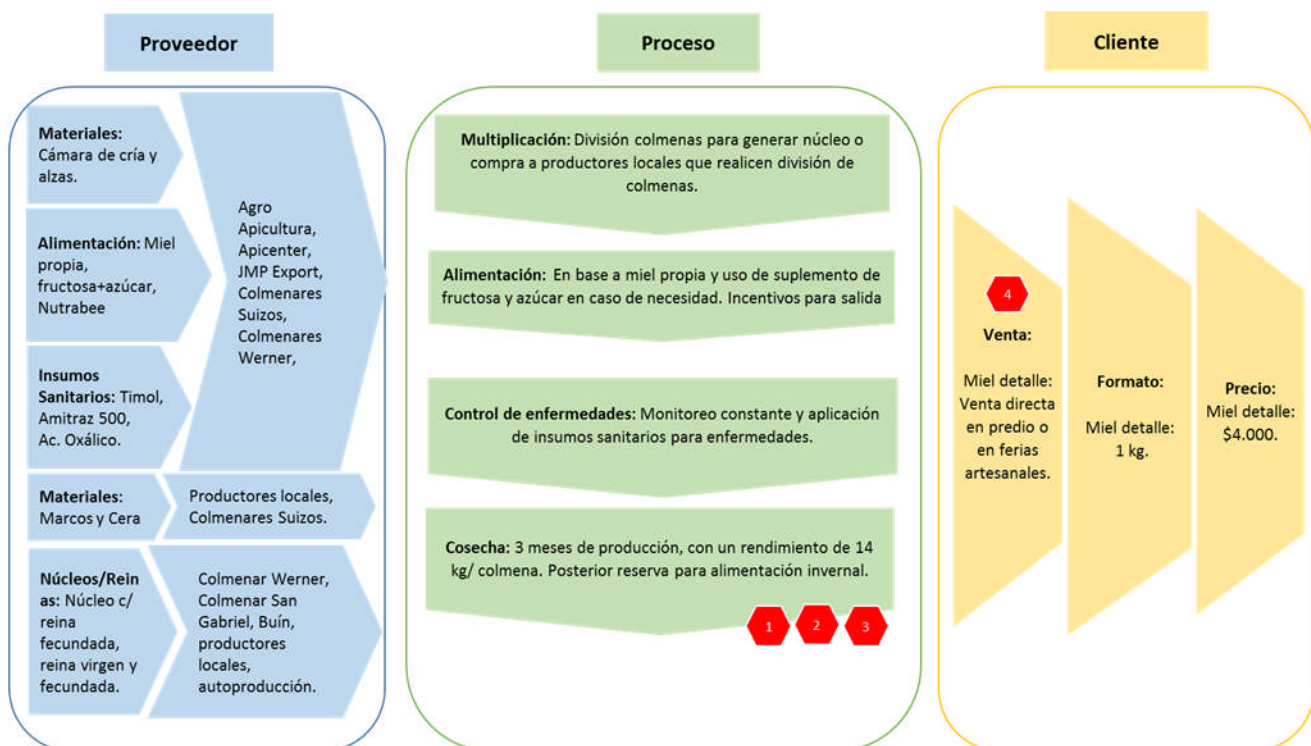 Proveedor
Materiales:
Cámara de cría y
alzas.
Alimentación: Miel
propia,
fructosa+azúcar,
Nutrabee
Insumos
Sanitarios: Timol,
Amitraz 500,
Ac. Oxálico.
Agro
Apicultura,
Apicenter,
JMP Export,
Colmenares
Suizos,
Colmenares
Werner,
Materiales:
Marcos y Cera
Productores locales,
Colmenares Suizos.
Núcleos/Rein
as: Núcleo c/
reina
fecundada,
reina virgen y
fecundada.
Colmenar Werner,
Colmenar San
Gabriel, Buín,
productores
locales,
autoproducción.
Proceso
Multiplicación: División colmenas para generar núcleo o
compra a productores locales que realicen división de
colmenas.
Alimentación: En base a miel propia y uso de suplemento de
fructosa y azúcar en caso de necesidad. Incentivos para salida
Control de enfermedades: Monitoreo constante y aplicación
de insumos sanitarios para enfermedades.
Cosecha: 3 meses de producción, con un rendimiento de 14
kg/ colmena. Posterior reserva para alimentación invernal.
1 2 3
Cliente
4
Venta:
Miel detalle:
Venta directa
en predio o
en ferias
artesanales.
Formato:
Miel detalle:
1 kg.
Precio:
Miel detalle:
$4.000.